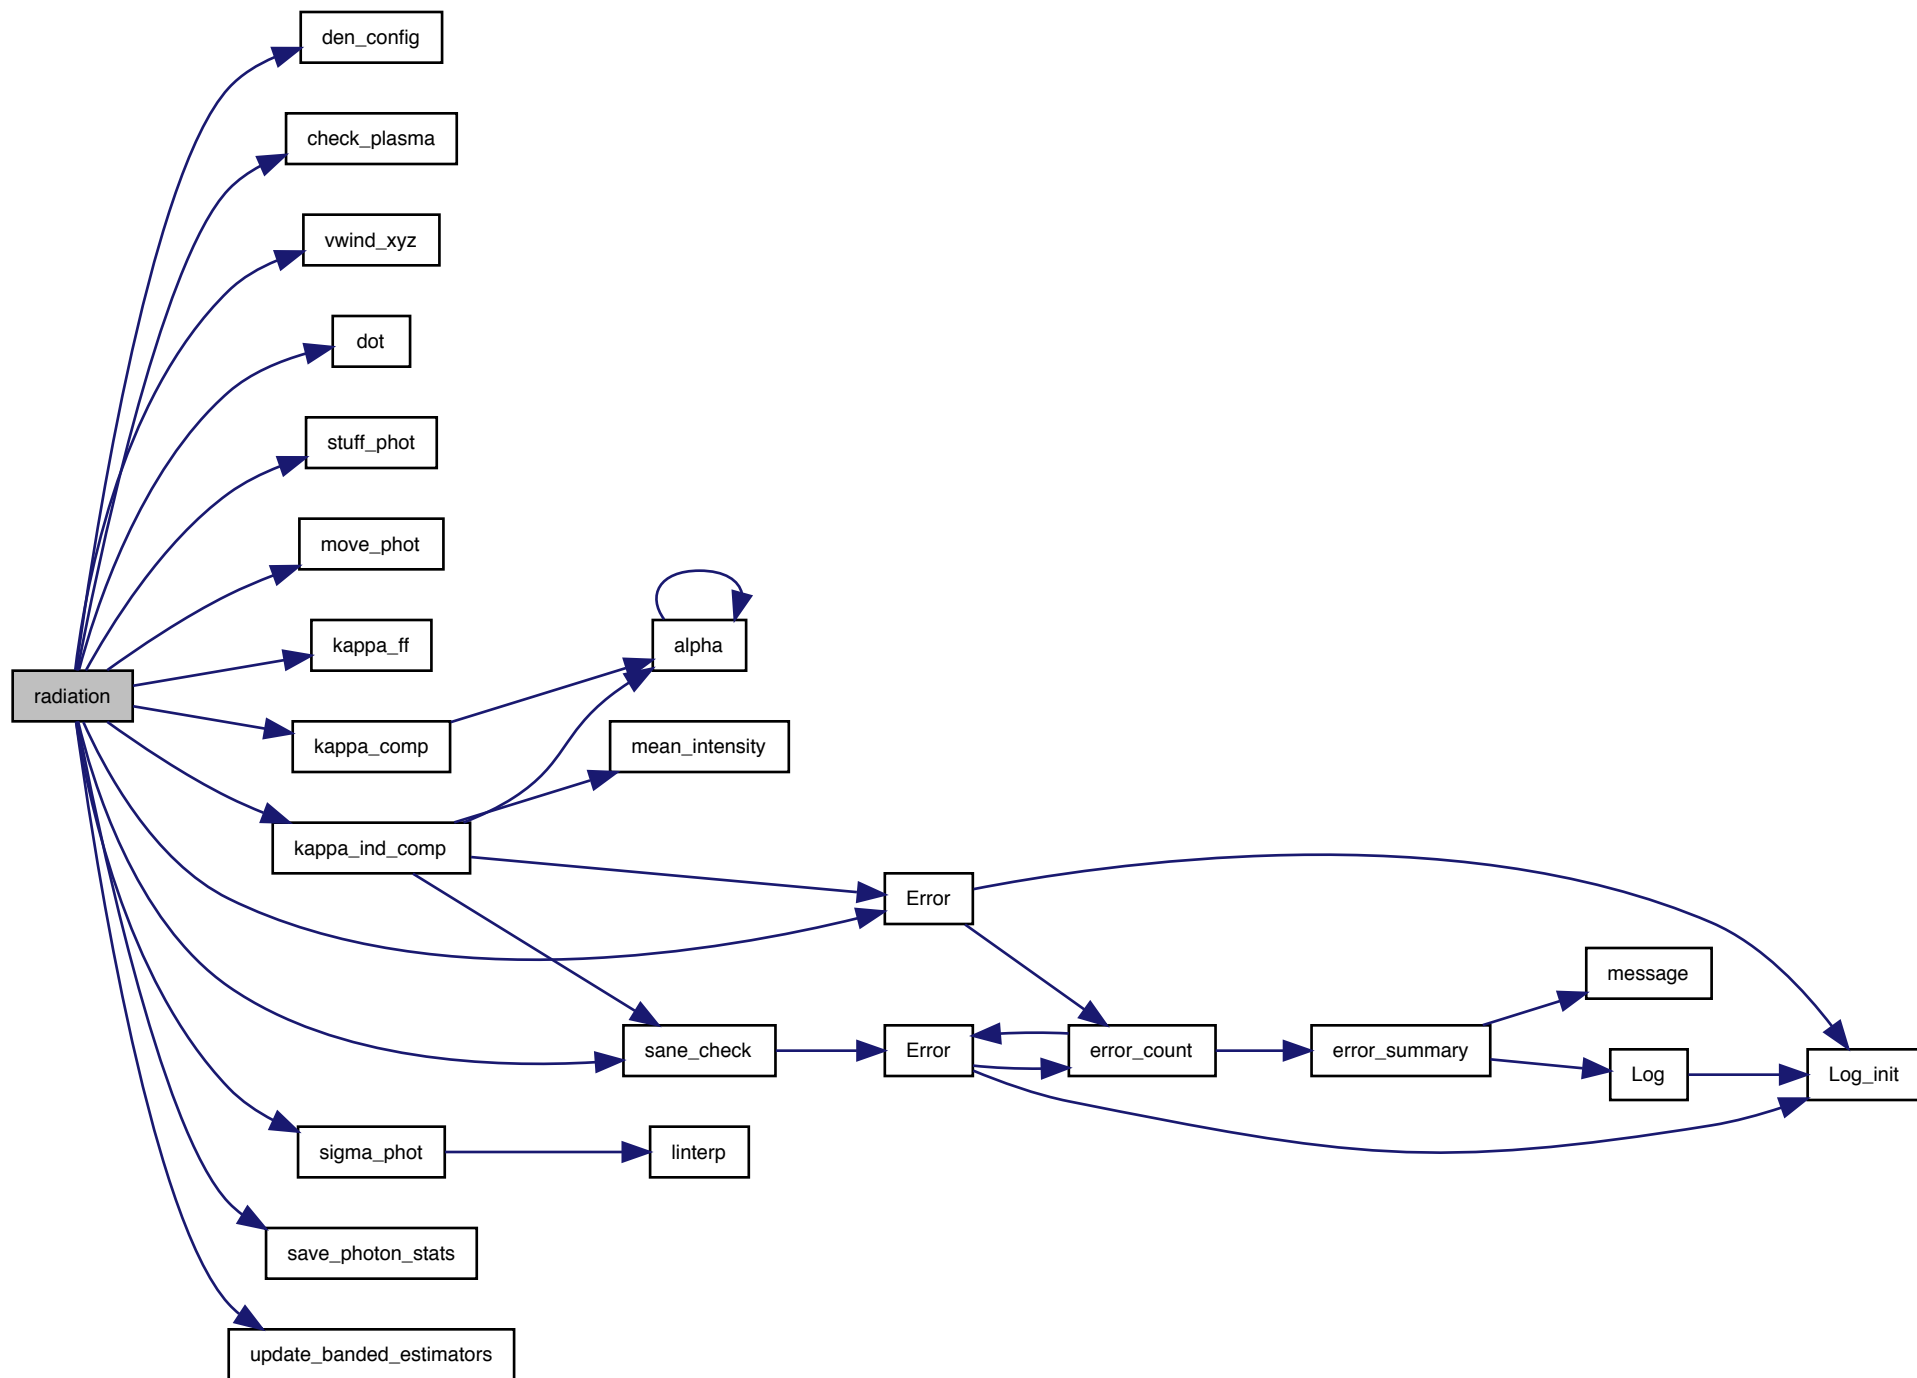 den_config
check_plasma
vwind_xyz
dot
stuff_phot
move_phot
kappa_ff
alpha
radiation
kappa_comp
mean_intensity
kappa_ind_comp
Error
message
sane_check
Error
error_count
error_summary
Log
Log_init
sigma_phot
linterp
save_photon_stats
update_banded_estimators